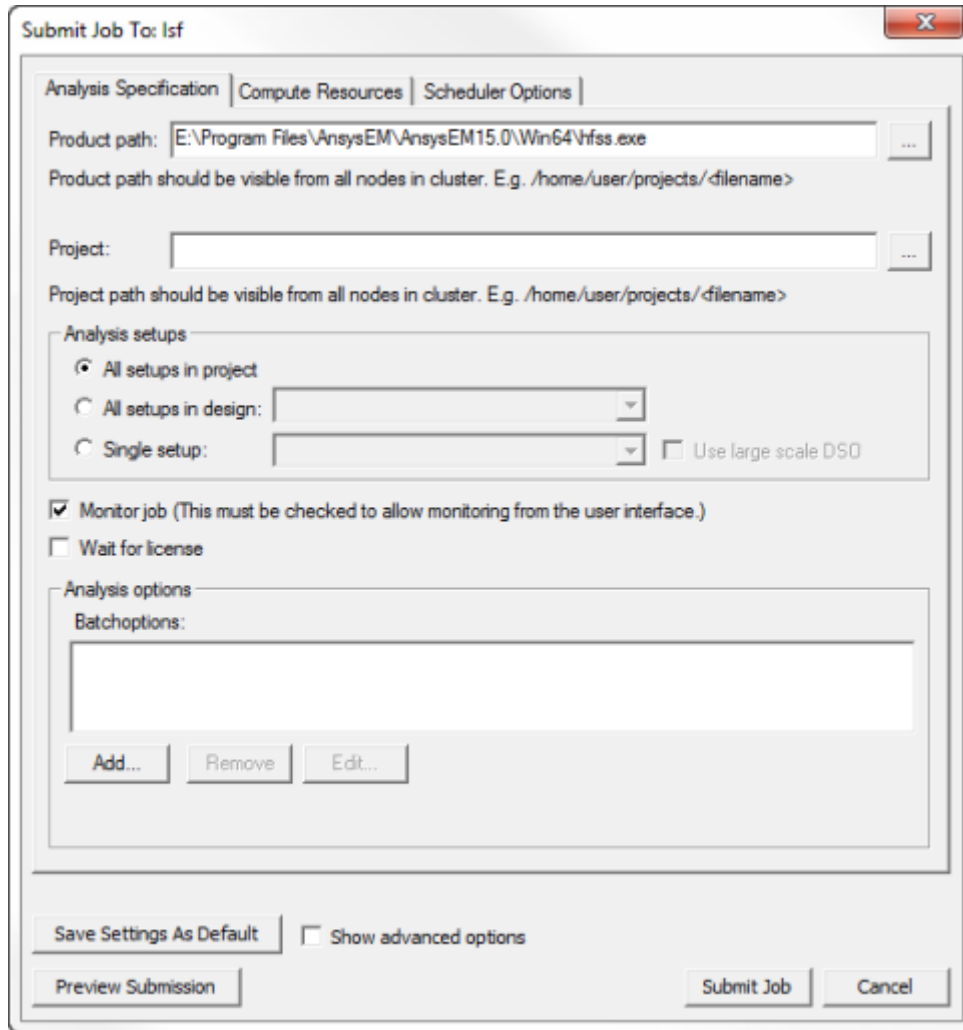 Submit Job To: lsf
Analysis Specification Compute Resources Scheduler Options
Product path: E:\Program Files\AnsysEM\AnsysEM15.0\Win64\hfss.exe ...
Product path should be visible from all nodes in cluster. E.g. /home/user/projects/<filename>
Project: ...
Project path should be visible from all nodes in cluster. E.g. /home/user/projects/<filename>
Analysis setups
All setups in project
All setups in design:
Single setup: Use large scale DSO
Monitor job (This must be checked to allow monitoring from the user interface.)
Wait for license
Analysis options
Batchoptions:
Add... Remove Edit...
Save Settings As Default Show advanced options
Preview Submission Submit Job Cancel